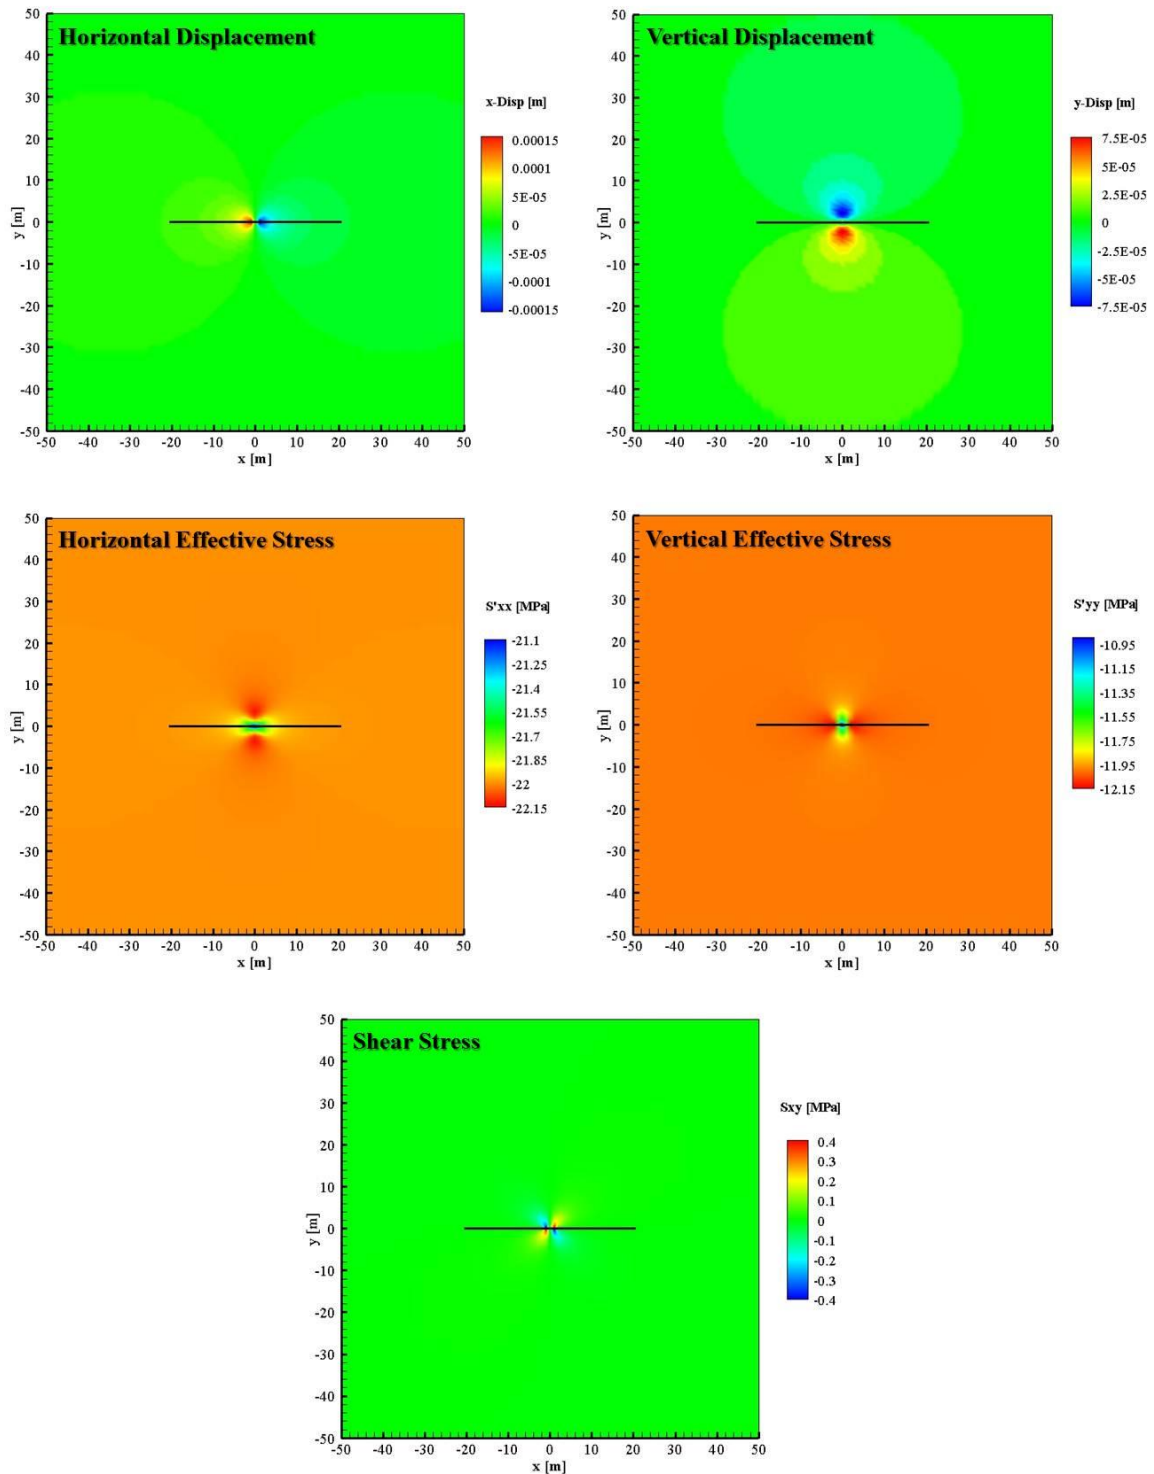 Horizontal Displacement
50
40
30
20
10
0
-10
-20
-30
-40
-50
y [m]
-50 -40 -30 -20 -10 0 10 20 30 40 50
x [m]
x-Disp [m]
0.00015
0.0001
5E-05
0
-5E-05
-0.0001
-0.00015
Vertical Displacement
50
40
30
20
10
0
-10
-20
-30
-40
-50
y [m]
-50 -40 -30 -20 -10 0 10 20 30 40 50
x [m]
y-Disp [m]
7.5E-05
5E-05
2.5E-05
0
-2.5E-05
-5E-05
-7.5E-05
Horizontal Effective Stress
50
40
30
20
10
0
-10
-20
-30
-40
-50
y [m]
-50 -40 -30 -20 -10 0 10 20 30 40 50
x [m]
S'xx [MPa]
-21.1
-21.25
-21.4
-21.55
-21.7
-21.85
-22
-22.15
Vertical Effective Stress
50
40
30
20
10
0
-10
-20
-30
-40
-50
y [m]
-50 -40 -30 -20 -10 0 10 20 30 40 50
x [m]
S'yy [MPa]
-10.95
-11.15
-11.35
-11.55
-11.75
-11.95
-12.15
Shear Stress
50
40
30
20
10
0
-10
-20
-30
-40
-50
y [m]
-50 -40 -30 -20 -10 0 10 20 30 40 50
x [m]
Sxy [MPa]
0.4
0.3
0.2
0.1
0
-0.1
-0.2
-0.3
-0.4